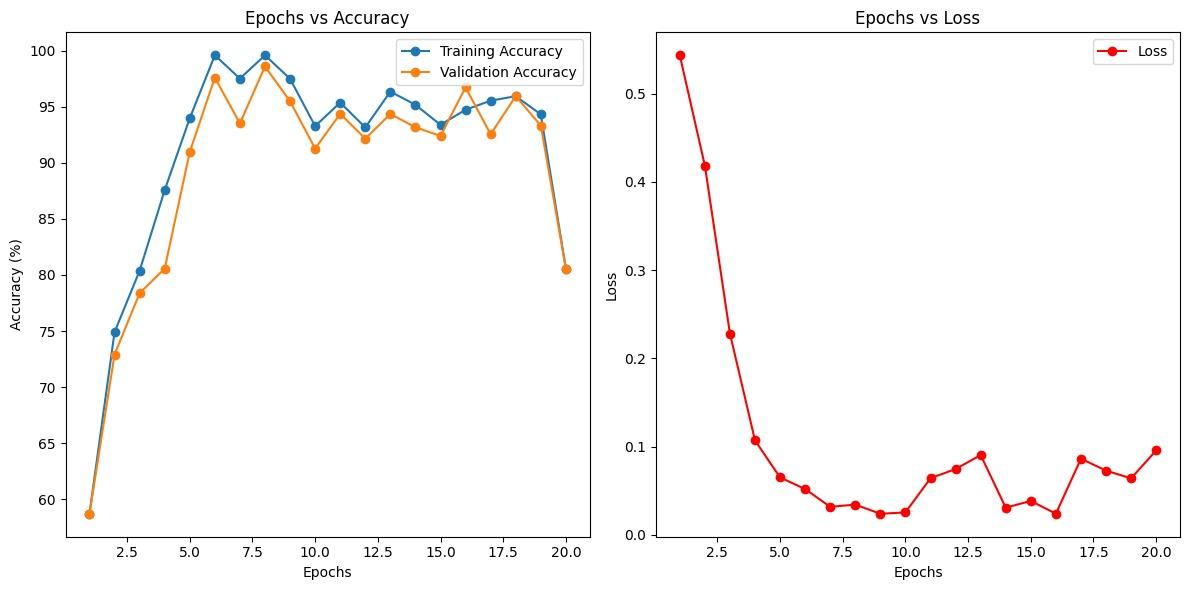 Epochs vs Accuracy
Training Accuracy
Validation Accuracy
100
95
90
85
80
75
70
65
60
Accuracy (%)
2.5 5.0 7.5 10.0 12.5 15.0 17.5 20.0
Epochs
Epochs vs Loss
Loss
0.5
0.4
0.3
0.2
0.1
0.0
Loss
2.5 5.0 7.5 10.0 12.5 15.0 17.5 20.0
Epochs